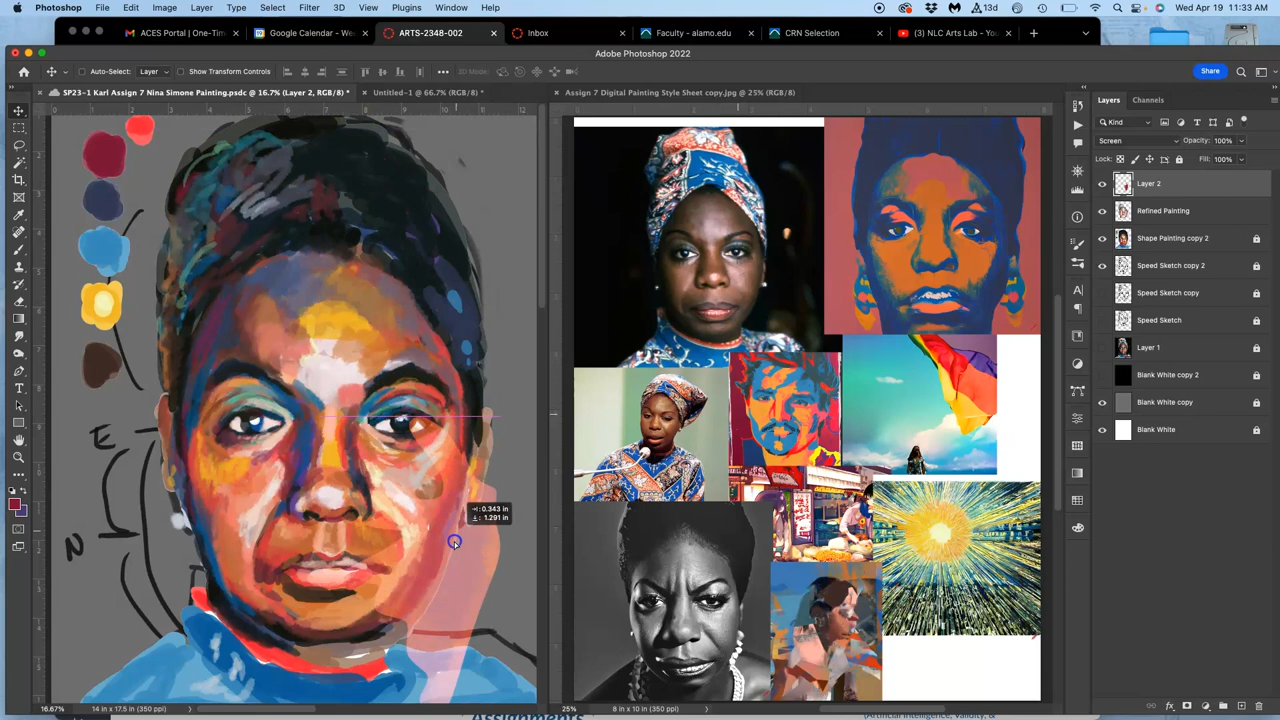 Photoshop File Edit Image Layer Type Select Filter 3D View Plugins Window Help 13d Wed Apr 19 11:33 AM
ACES Portal | One-Tim Google Calendar - We ARTS-2348-002 Inbox Faculty - alamo.edu CRN Selection (3) NLC Arts Lab - Yo
Adobe Photoshop 2022
Auto-Select: Layer Show Transform Controls 3D Mode: Share
SP23-1 Karl Assign 7 Nina Simone Painting.psdc @ 16.7% (Layer 2, RGB/8) * Untitled-1 @ 66.7% (RGB/8) * Assign 7 Digital Painting Style Sheet copy.jpg @ 25% (RGB/8)
Layers Channels
Kind
Screen Opacity: 100%
Lock: Fill: 100%
Layer 2
Refined Painting
Shape Painting copy 2
Speed Sketch copy 2
Speed Sketch copy
Speed Sketch
Layer 1
Blank White copy 2
Blank White copy
Blank White
E
N
→: 0.343 in
↓: 1.291 in
16.67% 14 in x 17.5 in (350 ppi) 25% 8 in x 10 in (350 ppi)
Assignments (Artificial Intelligence, Validity, &